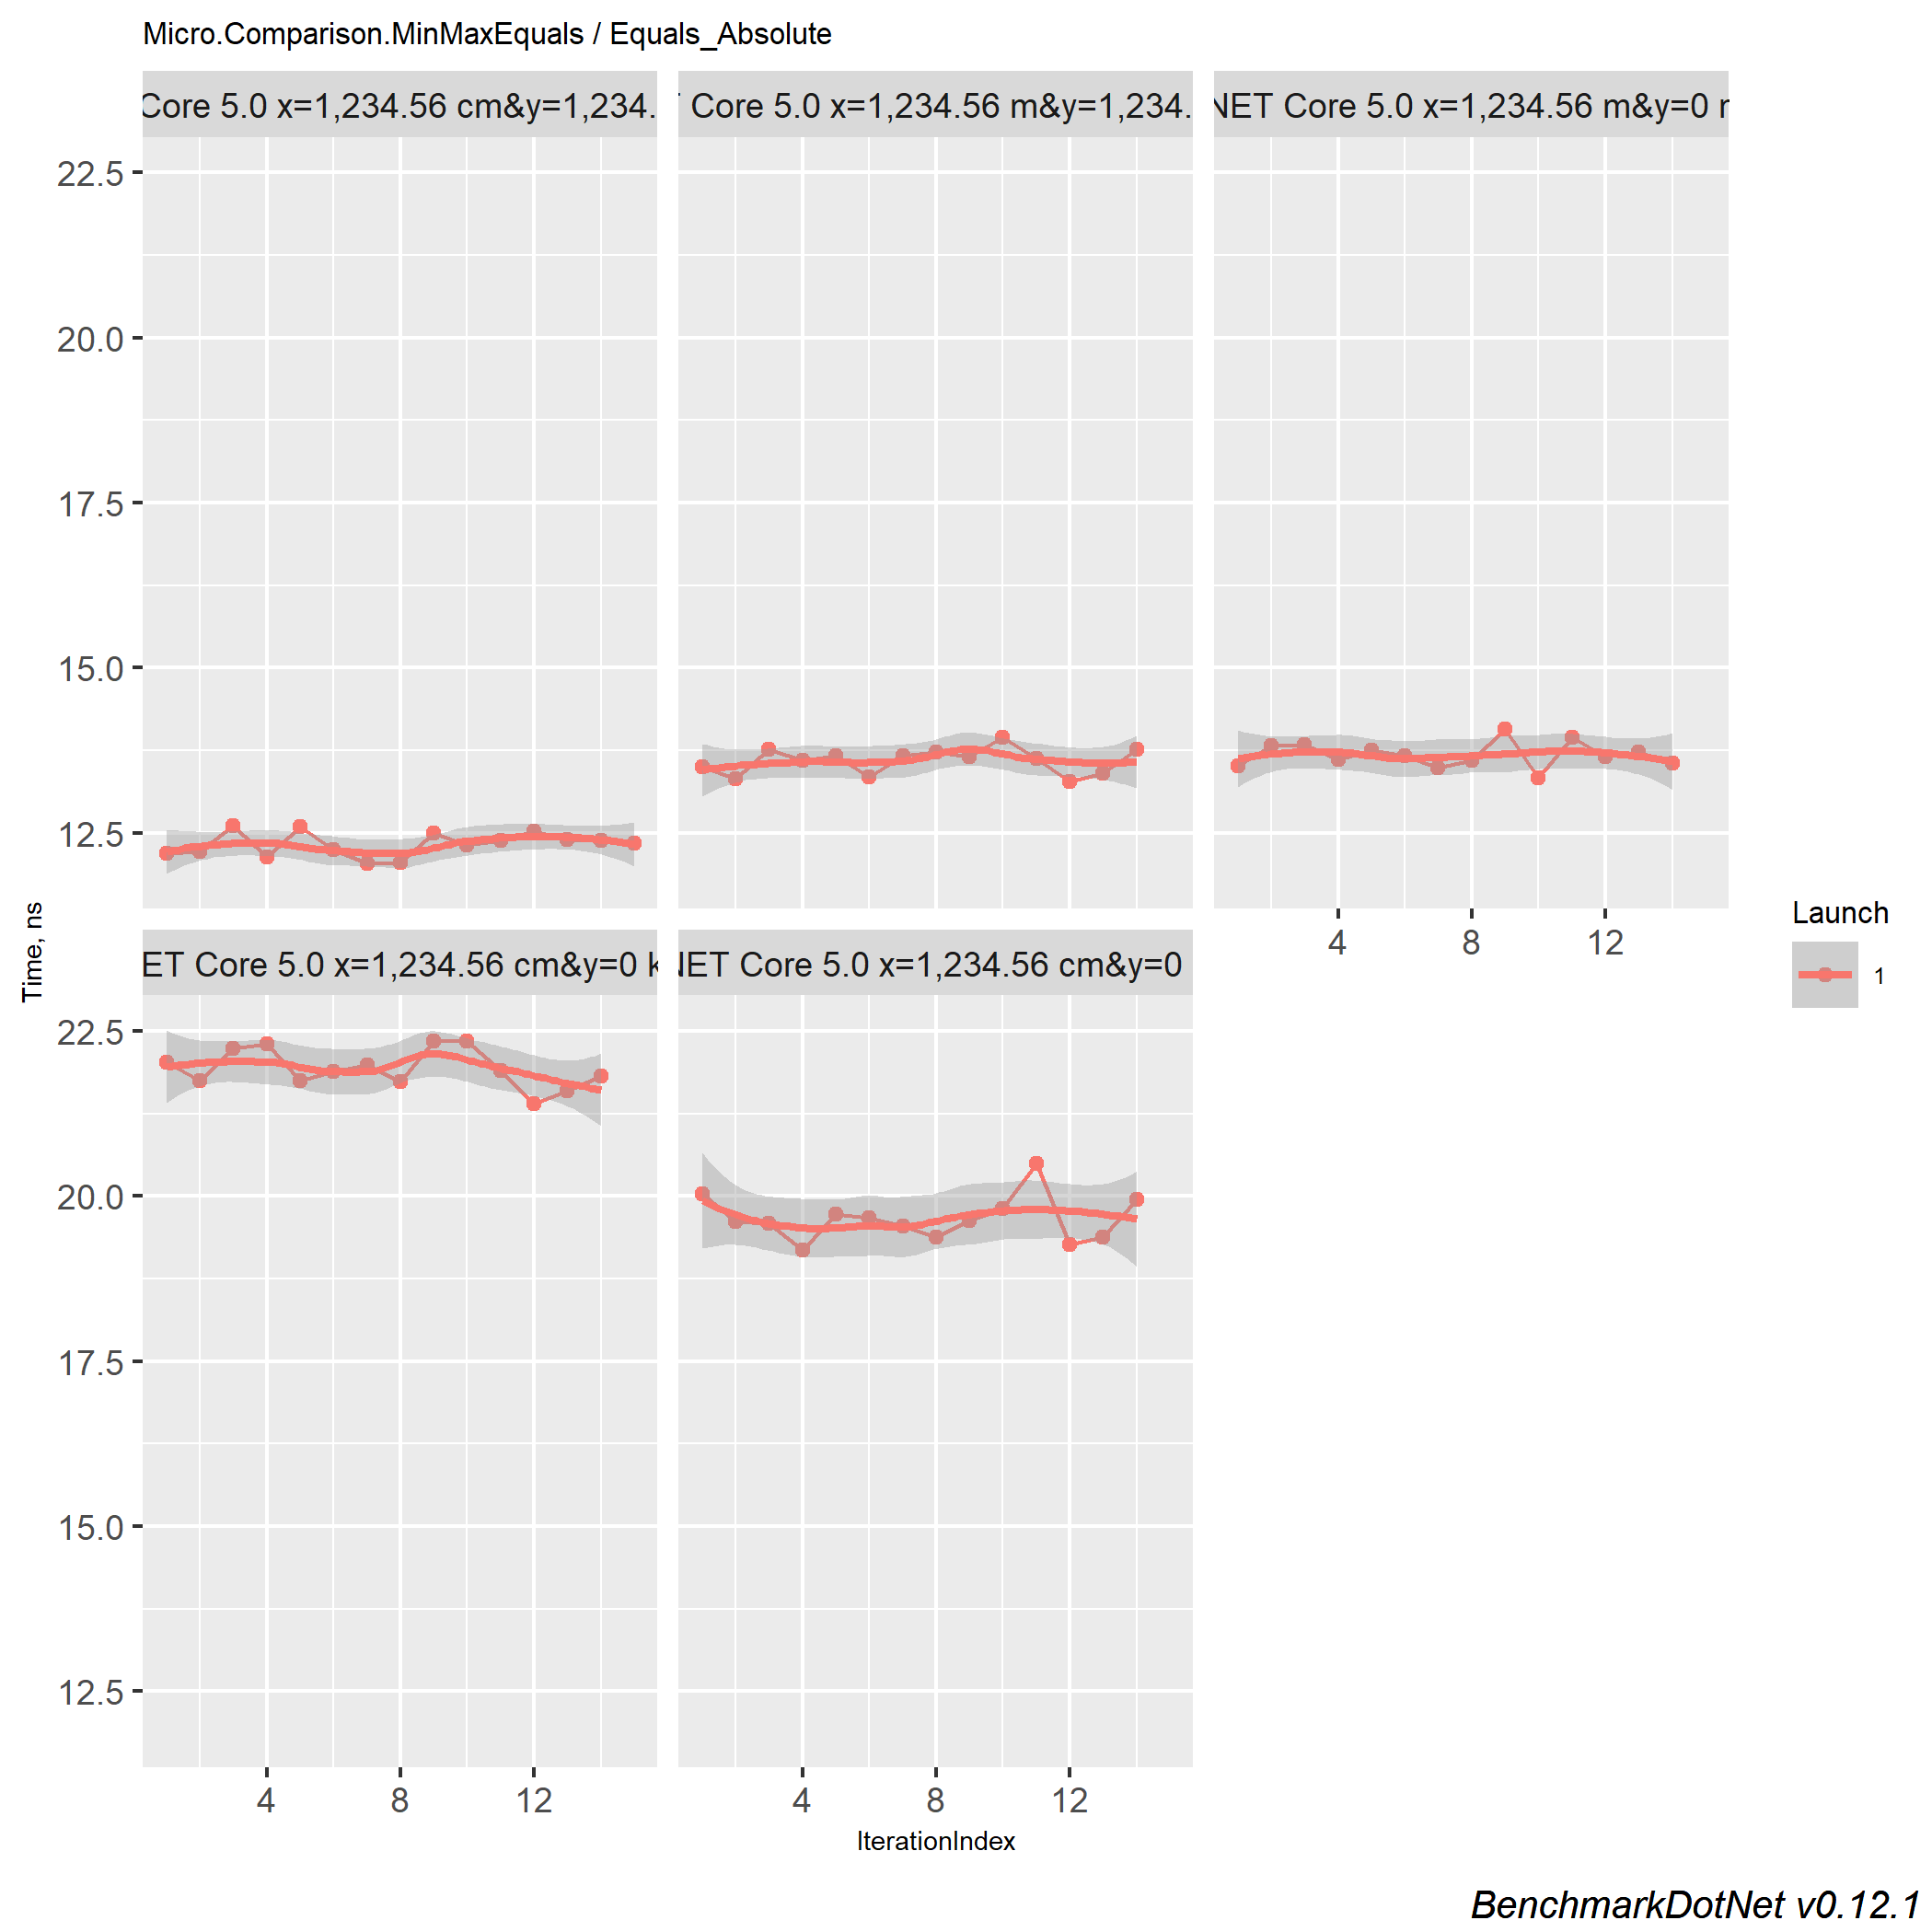 Micro.Comparison.MinMaxEquals / Equals_Absolute
Core 5.0 x=1,234.56 cm&y=1,234.
Core 5.0 x=1,234.56 m&y=1,234.
NET Core 5.0 x=1,234.56 m&y=0
22.5
20.0
17.5
15.0
12.5
4 8 12
Time, ns
Launch
1
ET Core 5.0 x=1,234.56 cm&y=0 k
NET Core 5.0 x=1,234.56 cm&y=0
22.5
20.0
17.5
15.0
12.5
4 8 12 4 8 12
IterationIndex
BenchmarkDotNet v0.12.1